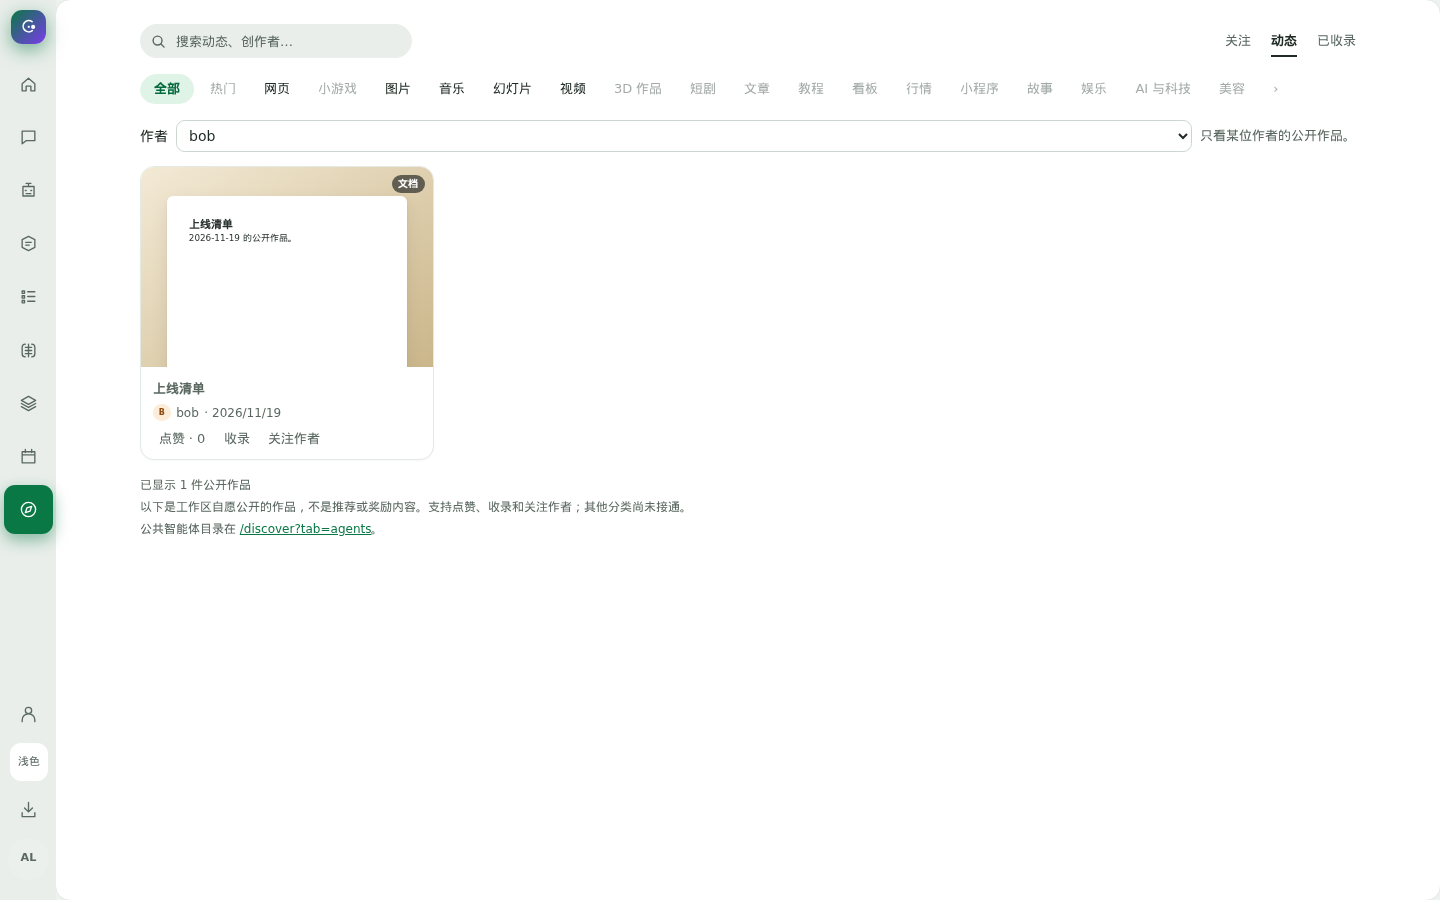 搜索动态、创作者...
关注 动态 已收录
全部 热门 网页 小游戏 图片 音乐 幻灯片 视频 3D 作品 短剧 文章 教程 看板 行情 小程序 故事 娱乐 AI 与科技 美容 ›
作者 bob 只看某位作者的公开作品。
文档
上线清单
2026-11-19 的公开作品。
上线清单
B bob · 2026/11/19
点赞 · 0 收录 关注作者
已显示 1 件公开作品
以下是工作区自愿公开的作品，不是推荐或奖励内容。支持点赞、收录和关注作者；其他分类尚未接通。
公共智能体目录在 /discover?tab=agents。
浅色
AL